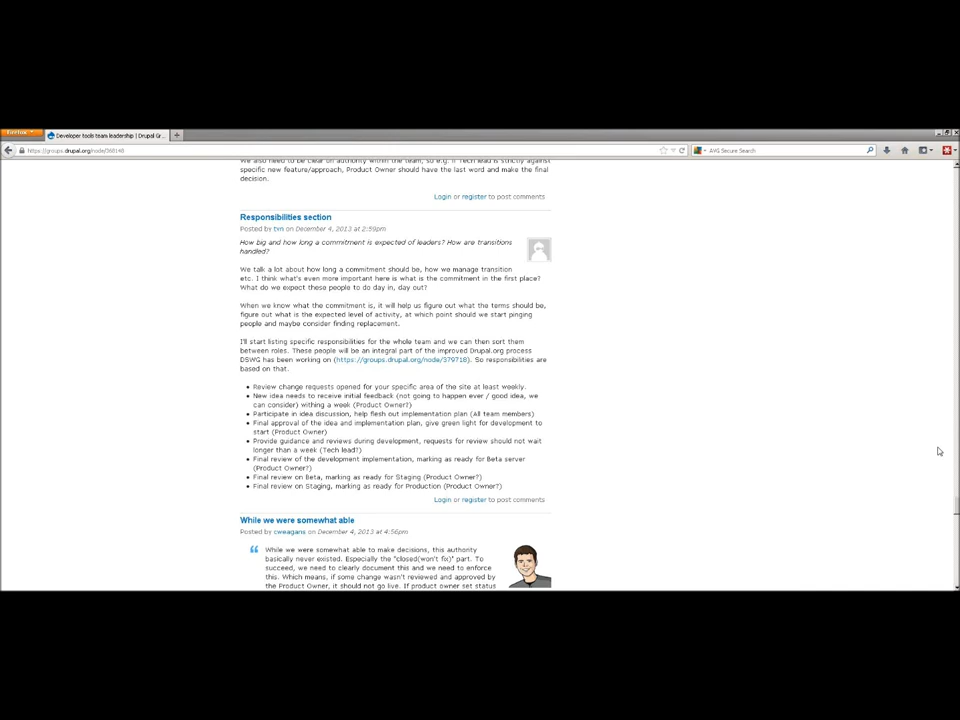 Firefox
Developer tools team leadership | Drupal Gr...
https://groups.drupal.org/node/368148
AVG Secure Search
We also need to be clear on authority within the team, so e.g. if Tech lead is strictly against
specific new feature/approach, Product Owner should have the last word and make the final
decision.
Login or register to post comments
Responsibilities section
Posted by tvn on December 4, 2013 at 2:59pm
How big and how long a commitment is expected of leaders? How are transitions
handled?
We talk a lot about how long a commitment should be, how we manage transition
etc. I think what's even more important here is what is the commitment in the first place?
What do we expect these people to do day in, day out?
When we know what the commitment is, it will help us figure out what the terms should be,
figure out what is the expected level of activity, at which point should we start pinging
people and maybe consider finding replacement.
I'll start listing specific responsibilities for the whole team and we can then sort them
between roles. These people will be an integral part of the improved Drupal.org process
DSWG has been working on (https://groups.drupal.org/node/379718). So responsibilities are
based on that.
• Review change requests opened for your specific area of the site at least weekly.
• New idea needs to receive initial feedback (not going to happen ever / good idea, we
can consider) withing a week (Product Owner?)
• Participate in idea discussion, help flesh out implementation plan (All team members)
• Final approval of the idea and implementation plan, give green light for development to
start (Product Owner)
• Provide guidance and reviews during development, requests for review should not wait
longer than a week (Tech lead?)
• Final review of the development implementation, marking as ready for Beta server
(Product Owner?)
• Final review on Beta, marking as ready for Staging (Product Owner?)
• Final review on Staging, marking as ready for Production (Product Owner?)
Login or register to post comments
While we were somewhat able
Posted by cweagans on December 4, 2013 at 4:56pm
While we were somewhat able to make decisions, this authority
basically never existed. Especially the "closed(won't fix)" part. To
succeed, we need to clearly document this and we need to enforce
this. Which means, if some change wasn't reviewed and approved by
the Product Owner, it should not go live. If product owner set status